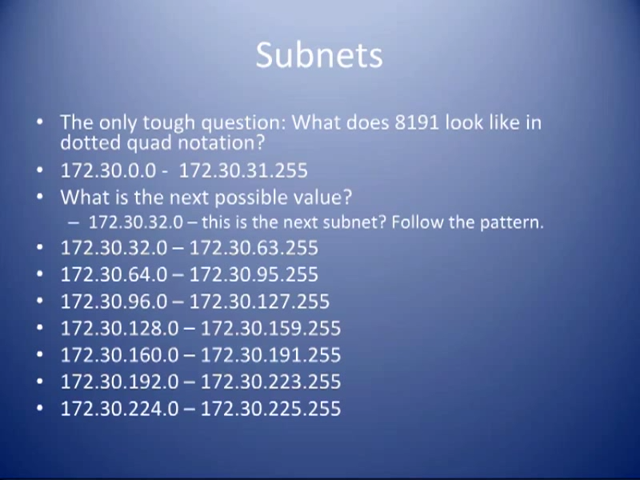 Subnets
• The only tough question: What does 8191 look like in
dotted quad notation?
• 172.30.0.0 - 172.30.31.255
• What is the next possible value?
– 172.30.32.0 – this is the next subnet? Follow the pattern.
• 172.30.32.0 – 172.30.63.255
• 172.30.64.0 – 172.30.95.255
• 172.30.96.0 – 172.30.127.255
• 172.30.128.0 – 172.30.159.255
• 172.30.160.0 – 172.30.191.255
• 172.30.192.0 – 172.30.223.255
• 172.30.224.0 – 172.30.225.255